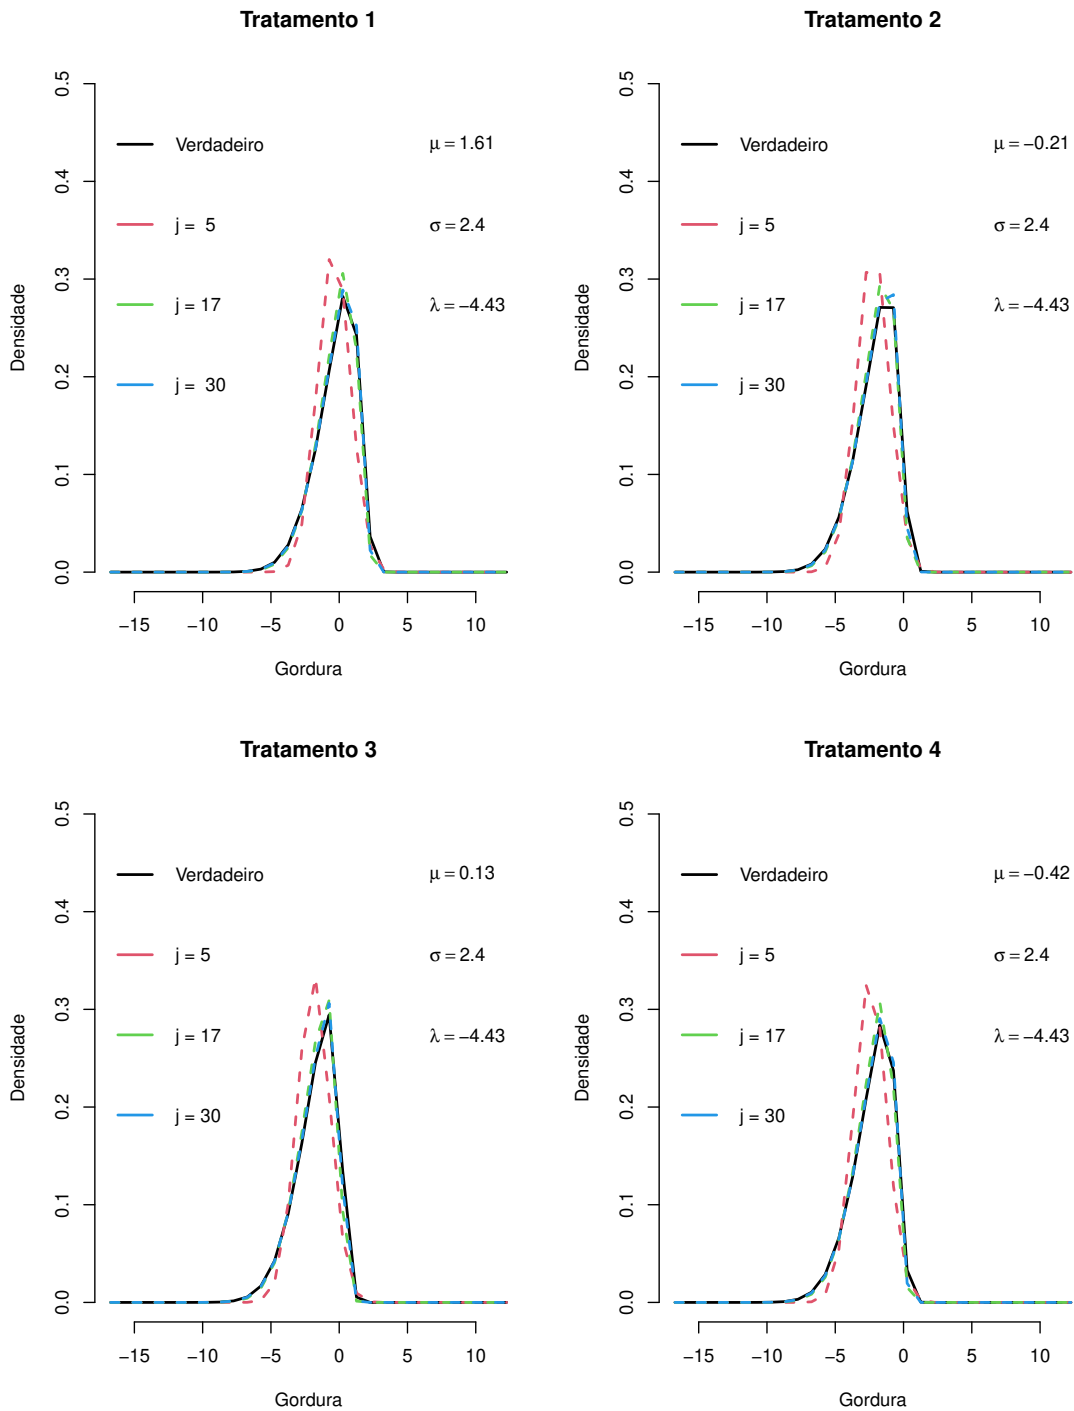 Tratamento 1
0.5
0.4
0.3
0.2
0.1
0.0
Densidade
Verdadeiro
μ = 1.61
j = 5
σ = 2.4
j = 17
λ = −4.43
j = 30
−15 −10 −5 0 5 10
Gordura
Tratamento 2
0.5
0.4
0.3
0.2
0.1
0.0
Densidade
Verdadeiro
μ = −0.21
j = 5
σ = 2.4
j = 17
λ = −4.43
j = 30
−15 −10 −5 0 5 10
Gordura
Tratamento 3
0.5
0.4
0.3
0.2
0.1
0.0
Densidade
Verdadeiro
μ = 0.13
j = 5
σ = 2.4
j = 17
λ = −4.43
j = 30
−15 −10 −5 0 5 10
Gordura
Tratamento 4
0.5
0.4
0.3
0.2
0.1
0.0
Densidade
Verdadeiro
μ = −0.42
j = 5
σ = 2.4
j = 17
λ = −4.43
j = 30
−15 −10 −5 0 5 10
Gordura